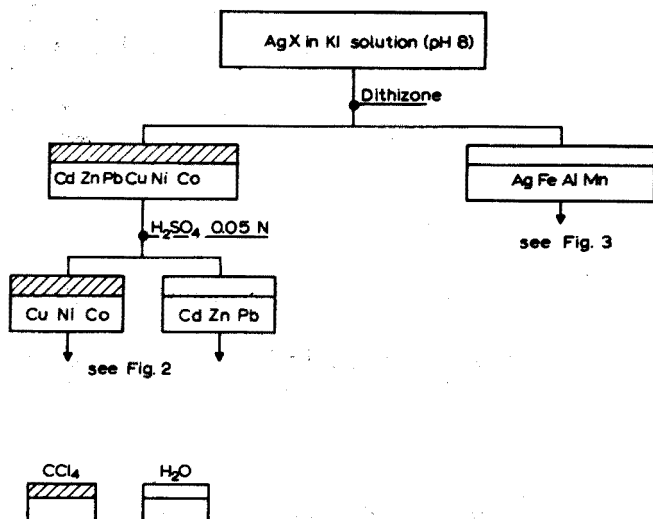 AgX in KI solution (pH 8)
Dithizone
Cd Zn Pb Cu Ni Co
Ag Fe Al Mn
H₂SO₄ 0.05 N
see Fig. 3
Cu Ni Co
Cd Zn Pb
see Fig. 2
CCl₄
H₂O